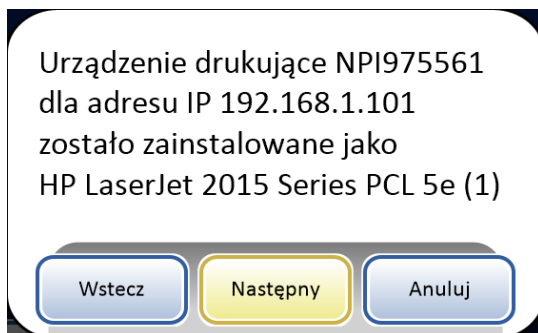 Urządzenie drukujące NPI975561
dla adresu IP 192.168.1.101
zostało zainstalowane jako
HP LaserJet 2015 Series PCL 5e (1)
Wstecz Następny Anuluj